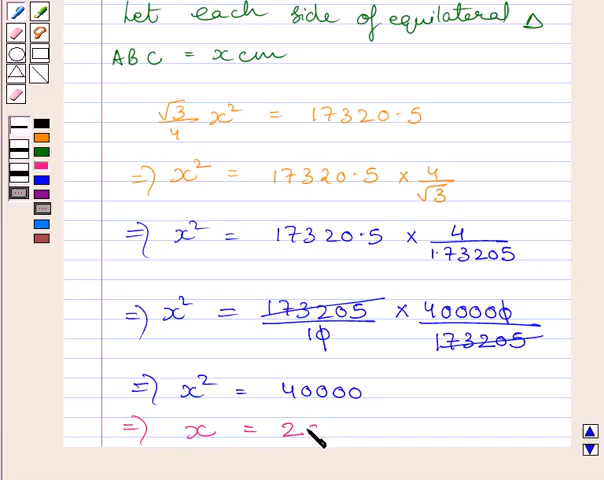 Let each side of equilateral Δ
ABC = x cm
√3/4 x² = 17320.5
⇒ x² = 17320.5 × 4/√3
⇒ x² = 17320.5 × 4/1.73205
⇒ x² = 173205/10 × 4000000/173205
⇒ x² = 40000
⇒ x = 2